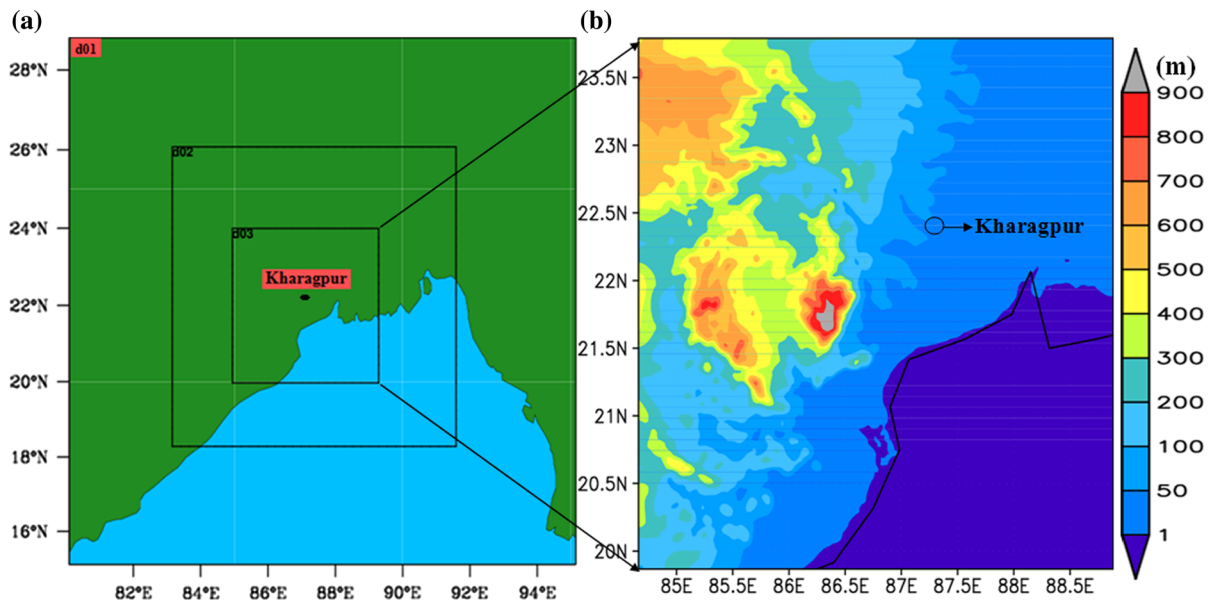 (a)
d01
28°N
26°N
24°N
22°N
20°N
18°N
16°N
d02
d03
Kharagpur
82°E
84°E
86°E
88°E
90°E
92°E
94°E
(b)
23.5N
23N
22.5N
22N
21.5N
21N
20.5N
20N
Kharagpur
85E
85.5E
86E
86.5E
87E
87.5E
88E
88.5E
(m)
900
800
700
600
500
400
300
200
100
50
1